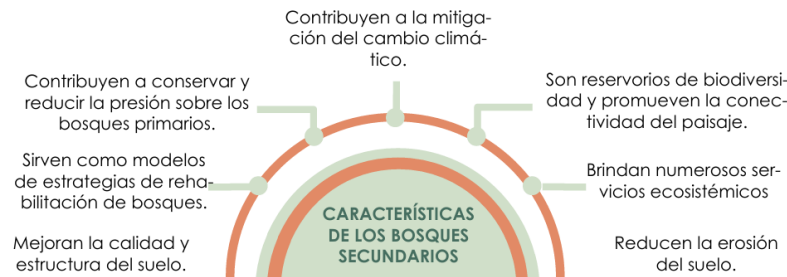 Contribuyen a la mitiga-
ción del cambio climá-
tico.
Contribuyen a conservar y
reducir la presión sobre los
bosques primarios.
Son reservorios de biodiversi-
dad y promueven la conec-
tividad del paisaje.
Sirven como modelos
de estrategias de reha-
bilitación de bosques.
Brindan numerosos ser-
vicios ecosistémicos
Mejoran la calidad y
estructura del suelo.
CARACTERÍSTICAS
DE LOS BOSQUES
SECUNDARIOS
Reducen la erosión
del suelo.